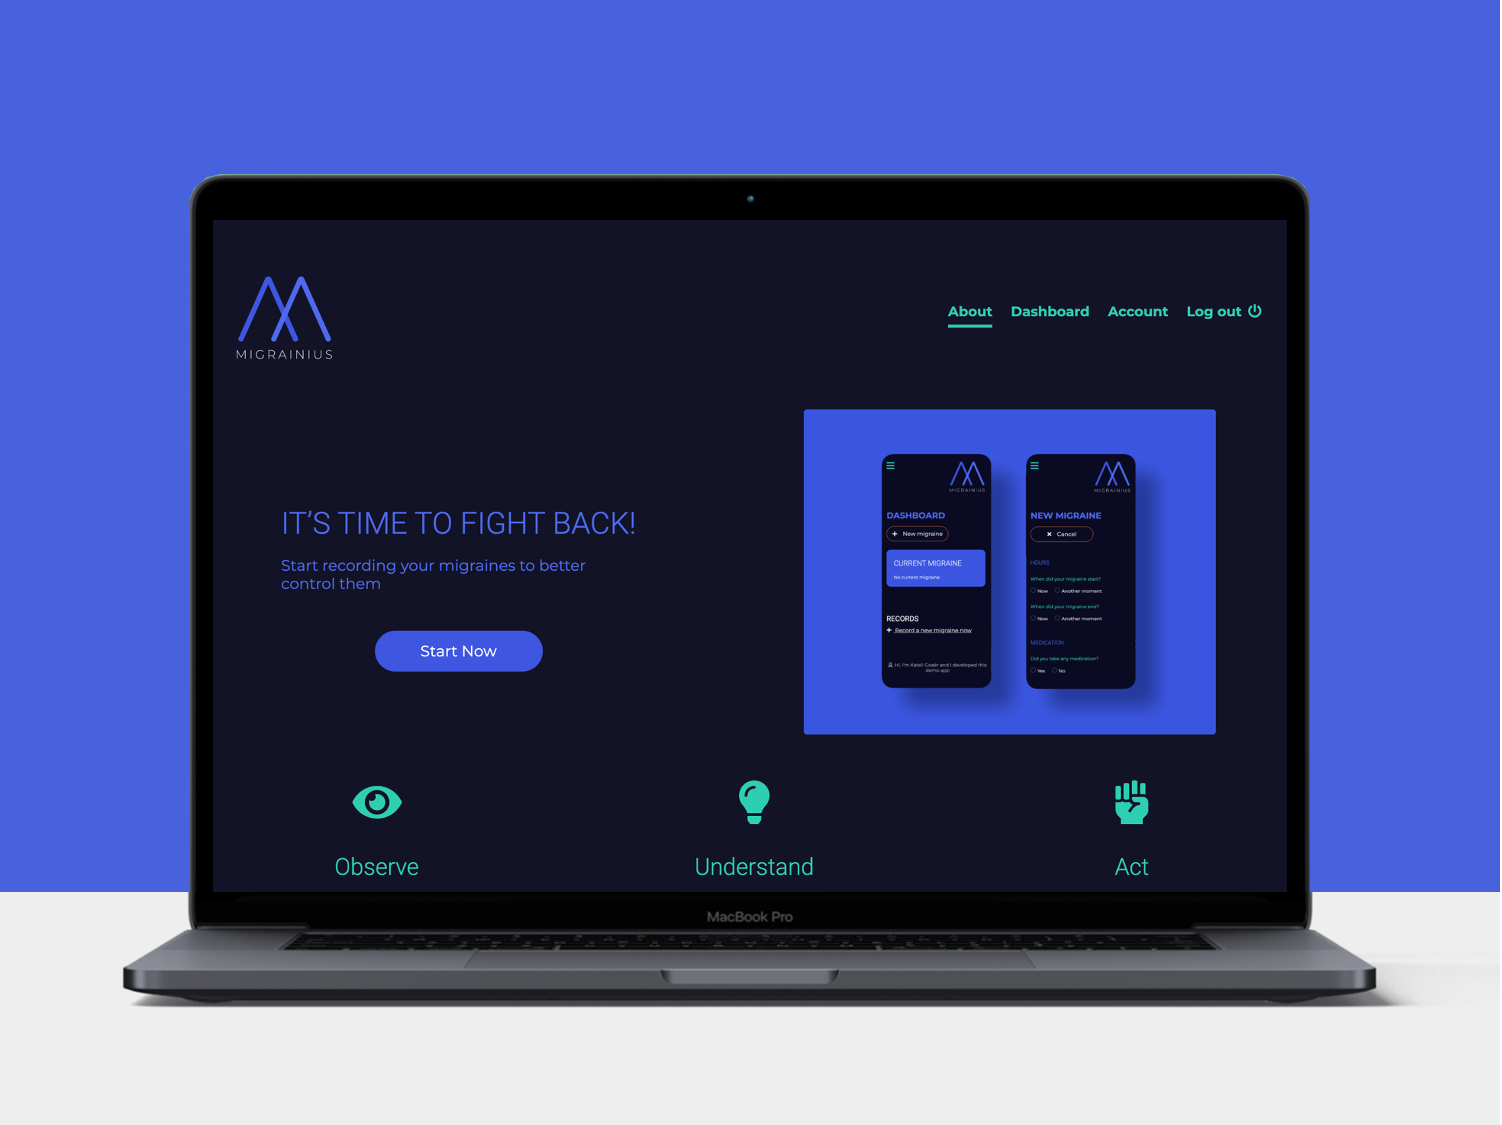 MIGRAINIUS
About Dashboard Account Log out
IT'S TIME TO FIGHT BACK!
Start recording your migraines to better
control them
Start Now
MIGRAINIUS
DASHBOARD
New migraine
CURRENT MIGRAINE
No current migraine
RECORDS
Record a new migraine now
Hi, I'm Katell Gosér and I developed this
demo app
MIGRAINIUS
NEW MIGRAINE
Cancel
HOURS
When did your migraine start?
Now Another moment
When did your migraine end?
Now Another moment
MEDICATION
Did you take any medication?
Yes No
Observe
Understand
Act
MacBook Pro